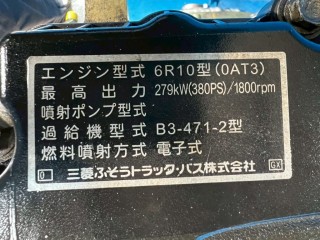 エンジン型式 6R10型(0AT3)
最高出力 279kW(380PS)/1800rpm
噴射ポンプ型式
過給機型式 B3-471-2型
燃料噴射方式 電子式
0 三菱ふそうトラック・バス株式会社 GX